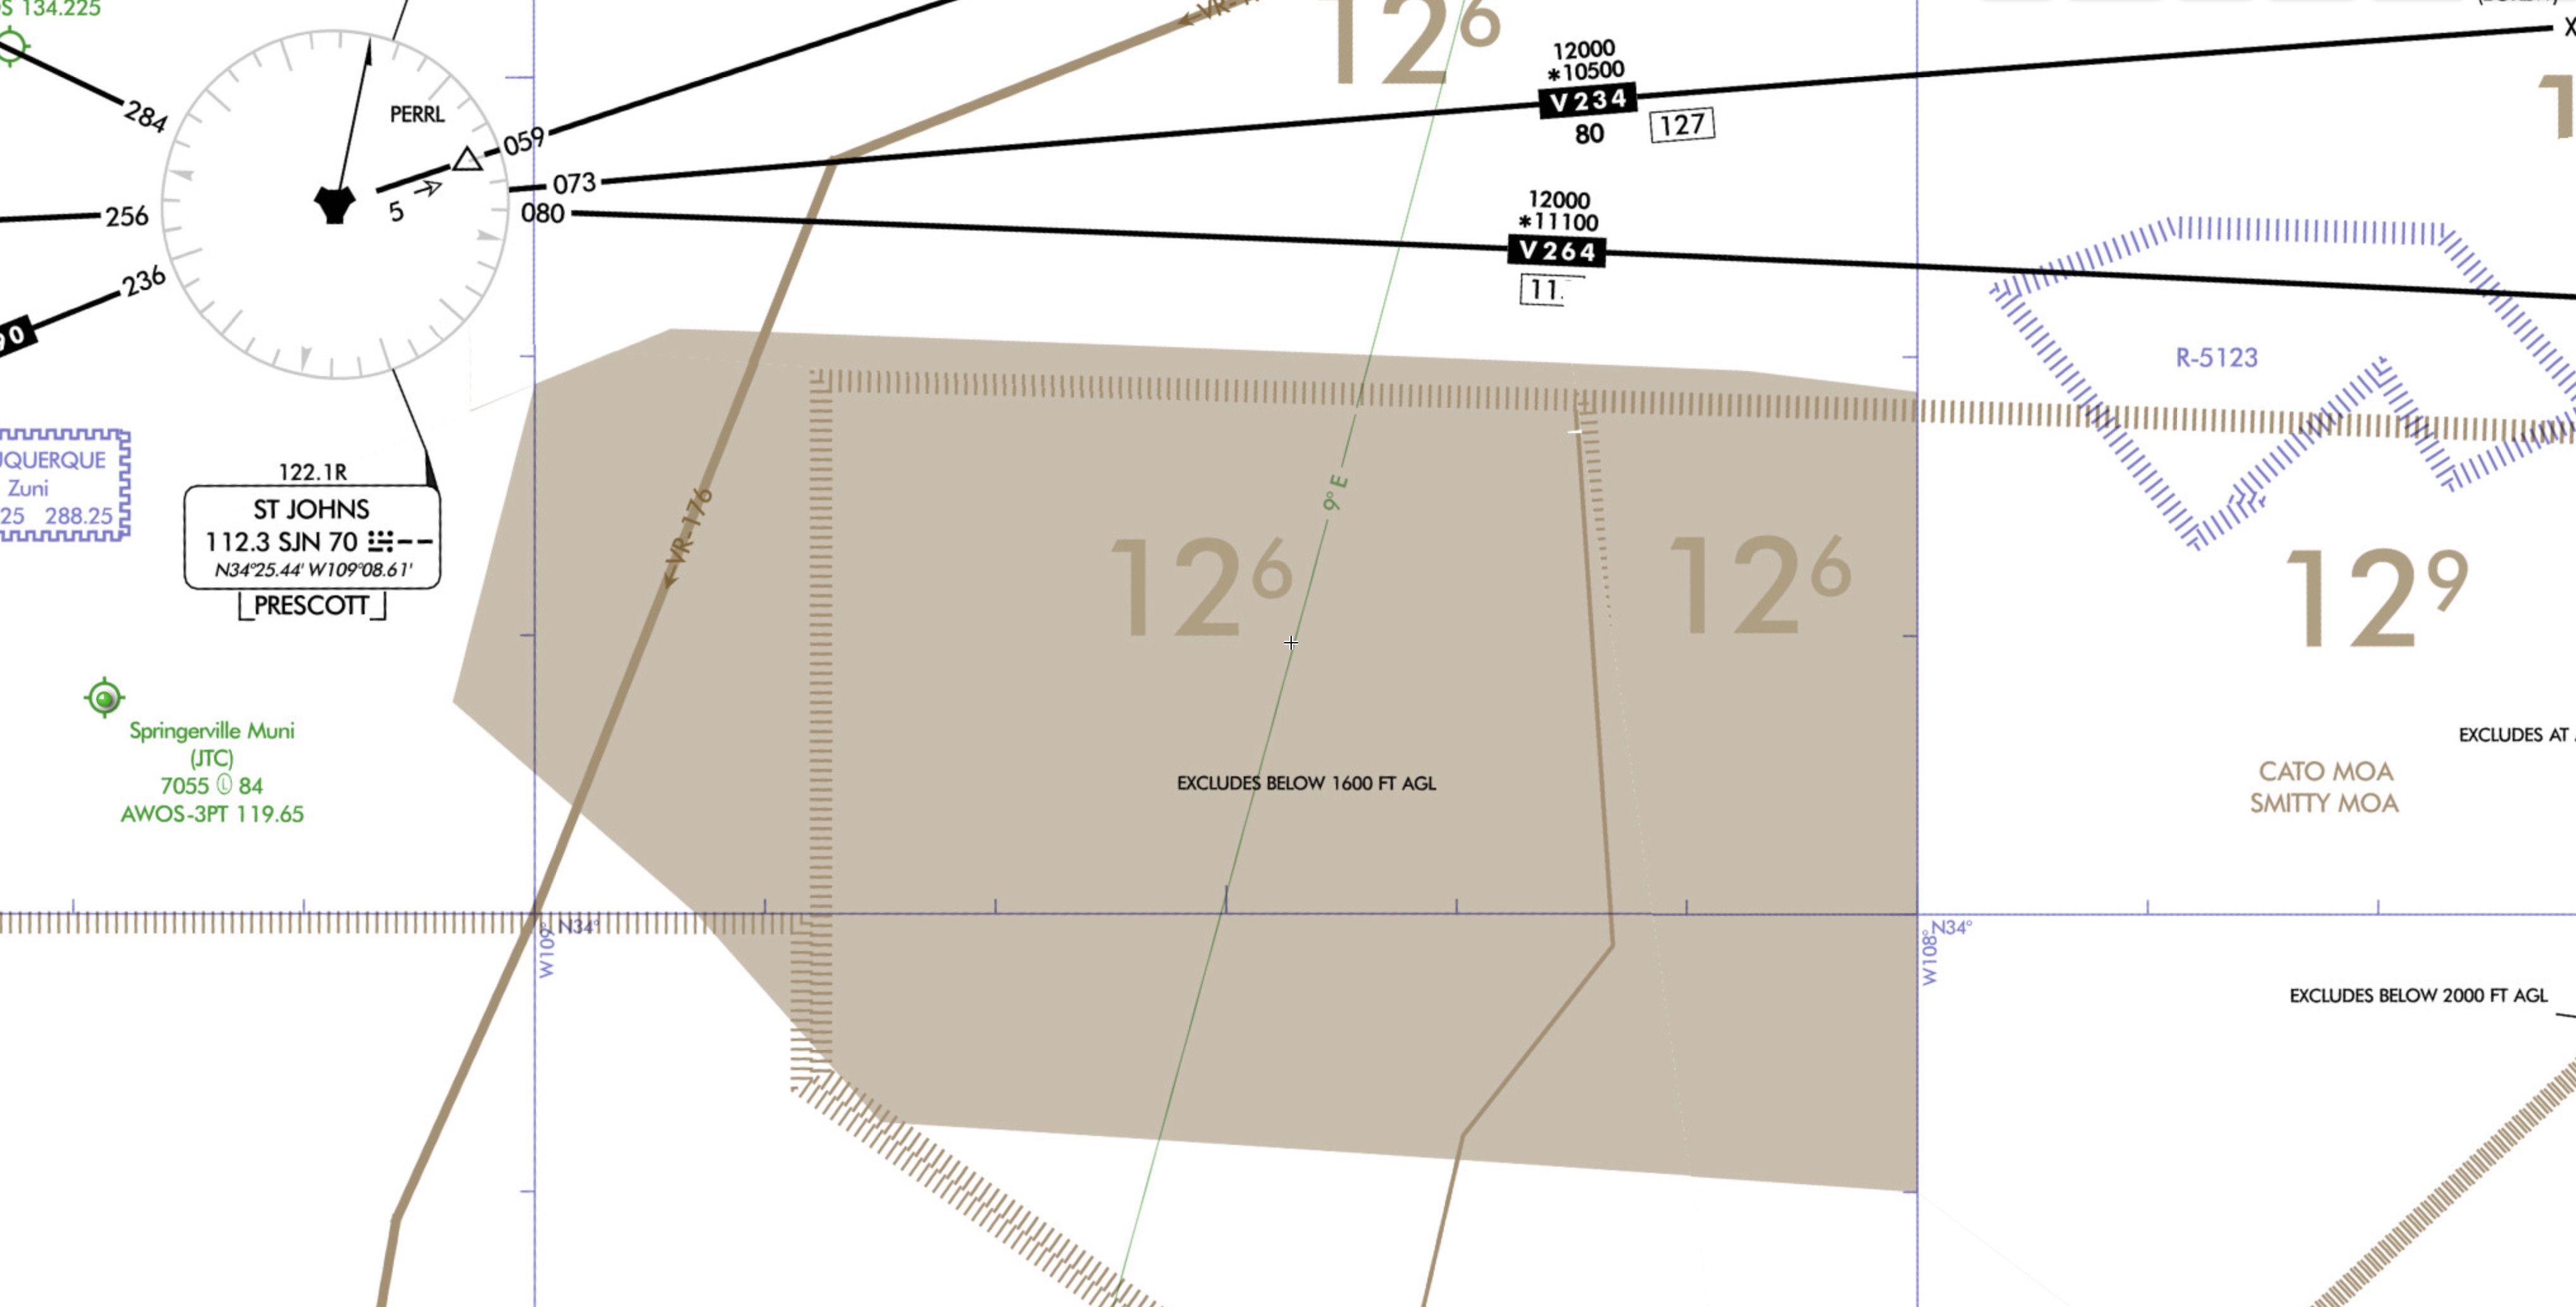 134.225
284
256
236
PERRL
5
059
073
080
12⁶
12000
*10500
V234
80
127
12000
*11100
V264
R-5123
Zuni
25 288.25
122.1R
ST JOHNS
112.3 SJN 70
N34°25.44' W109°08.61'
PRESCOTT
VR-176
9° E
12⁶
12⁶
12⁹
Springerville Muni
(JTC)
7055 Ⓛ 84
AWOS-3PT 119.65
EXCLUDES BELOW 1600 FT AGL
EXCLUDES AT
CATO MOA
SMITTY MOA
N34°
W109°
N34°
W108°
EXCLUDES BELOW 2000 FT AGL